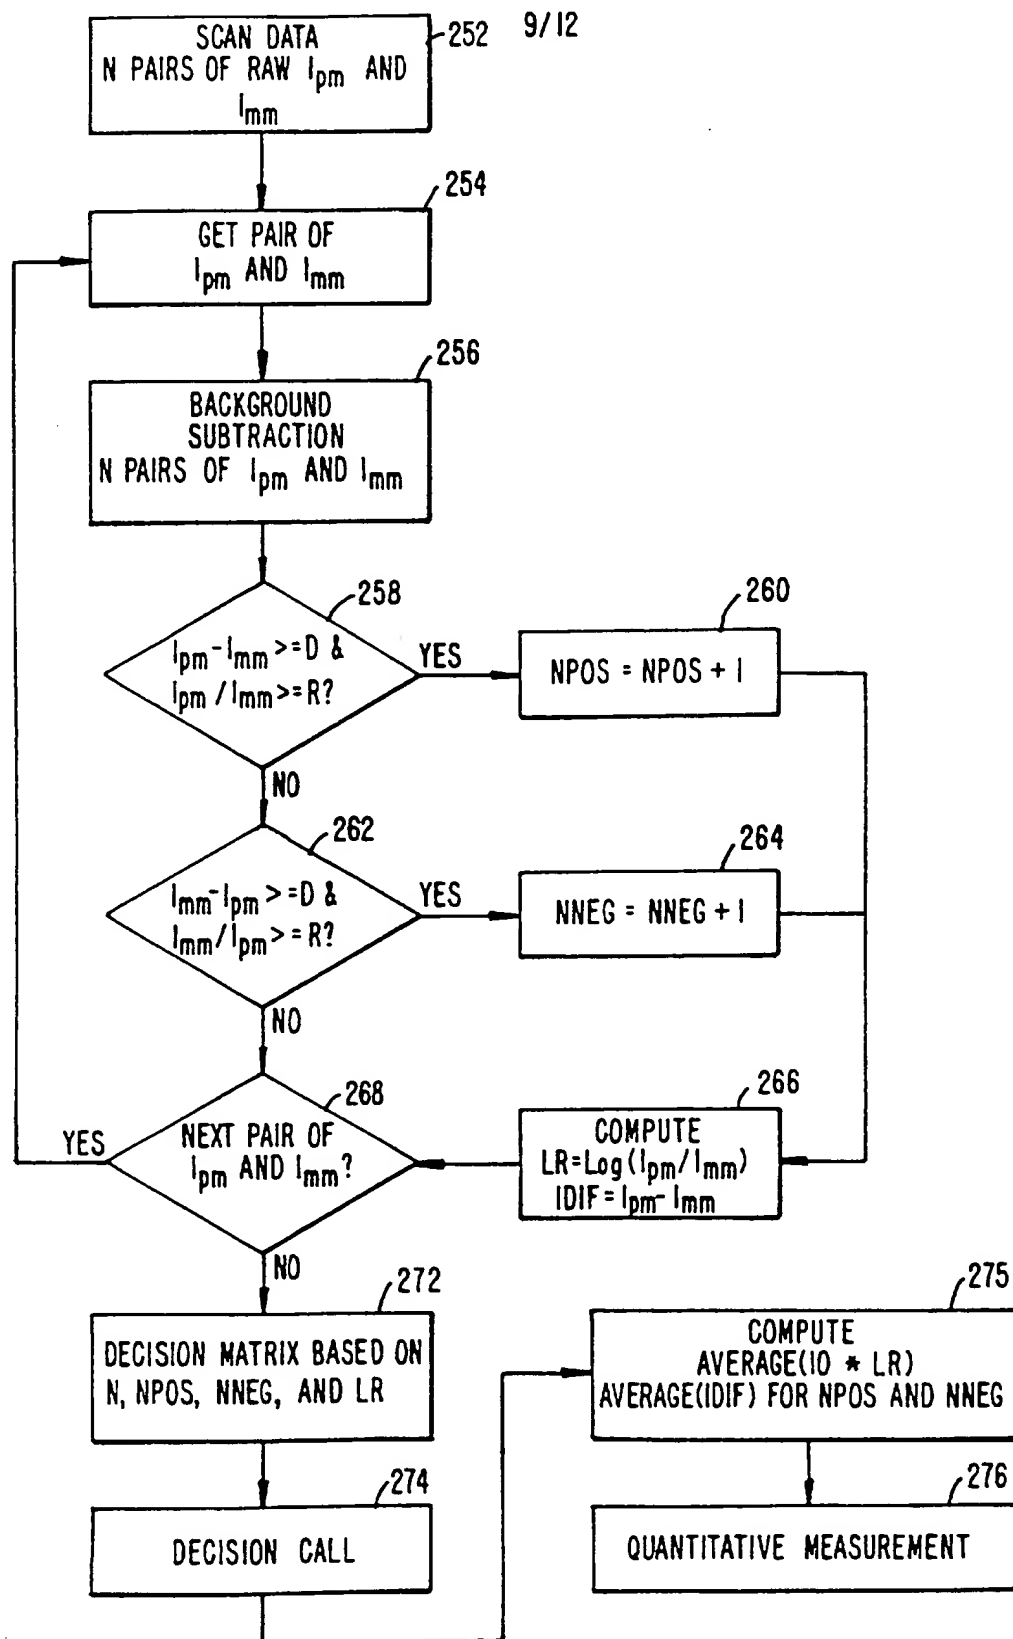 9/12
252
SCAN DATA
N PAIRS OF RAW Ipm AND
Imm
254
GET PAIR OF
Ipm AND Imm
256
BACKGROUND
SUBTRACTION
N PAIRS OF Ipm AND Imm
258
Ipm-Imm >=D &
Ipm / Imm >=R?
YES
260
NPOS = NPOS + 1
NO
262
Imm-Ipm >=D &
Imm/Ipm >=R?
YES
264
NNEG = NNEG + 1
NO
268
NEXT PAIR OF
Ipm AND Imm?
YES
266
COMPUTE
LR=Log(Ipm/Imm)
IDIF=Ipm-Imm
NO
272
DECISION MATRIX BASED ON
N, NPOS, NNEG, AND LR
274
DECISION CALL
275
COMPUTE
AVERAGE(10 * LR)
AVERAGE(IDIF) FOR NPOS AND NNEG
276
QUANTITATIVE MEASUREMENT